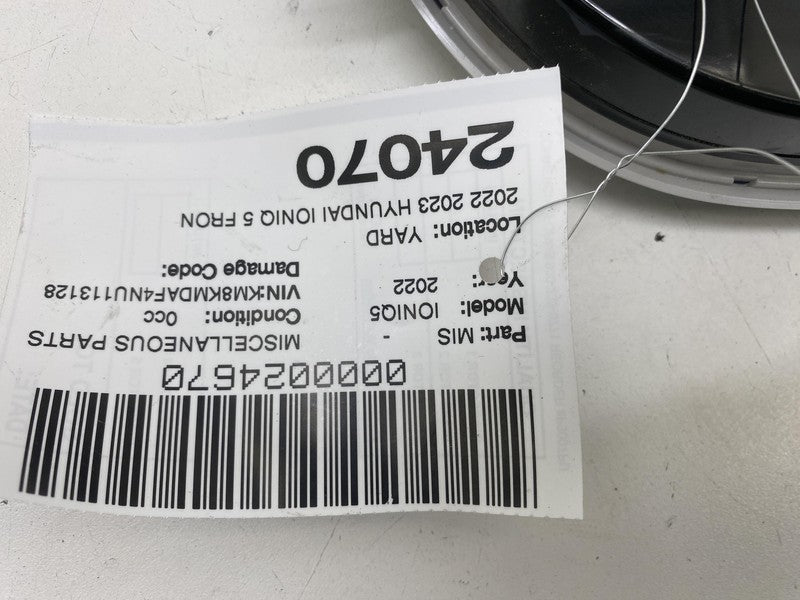 0000024670
Part: MIS - MISCELLANEOUS PARTS
Model: IONIQ5 Condition: 0cc
Year: 2022 VIN:KM8KMDAF4NU113128
Location: YARD Damage Code:
2022 2023 HYUNDAI IONIQ 5 FRON
24070